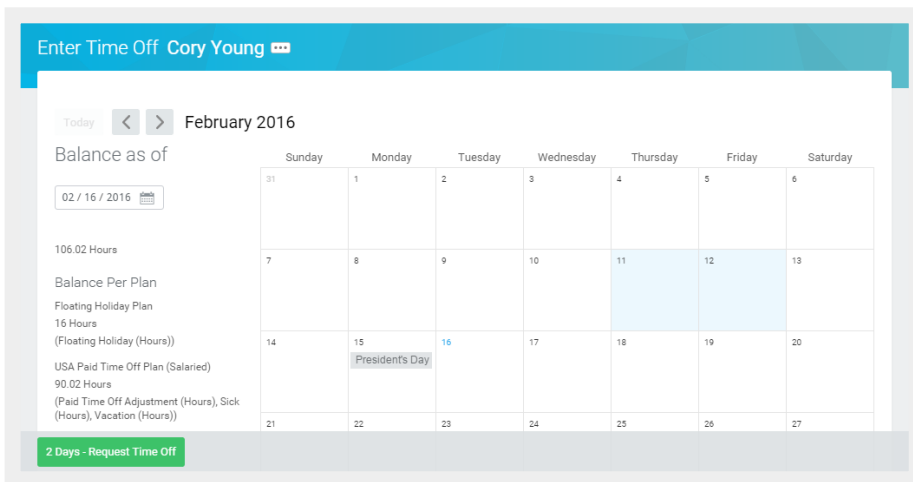 Enter Time Off Cory Young
Today < > February 2016
Balance as of
02 / 16 / 2016
106.02 Hours
Balance Per Plan
Floating Holiday Plan
16 Hours
(Floating Holiday (Hours))
USA Paid Time Off Plan (Salaried)
90.02 Hours
(Paid Time Off Adjustment (Hours), Sick
(Hours), Vacation (Hours))
Sunday Monday Tuesday Wednesday Thursday Friday Saturday
31 1 2 3 4 5 6
7 8 9 10 11 12 13
14 15 16 17 18 19 20
President's Day
21 22 23 24 25 26 27
2 Days - Request Time Off